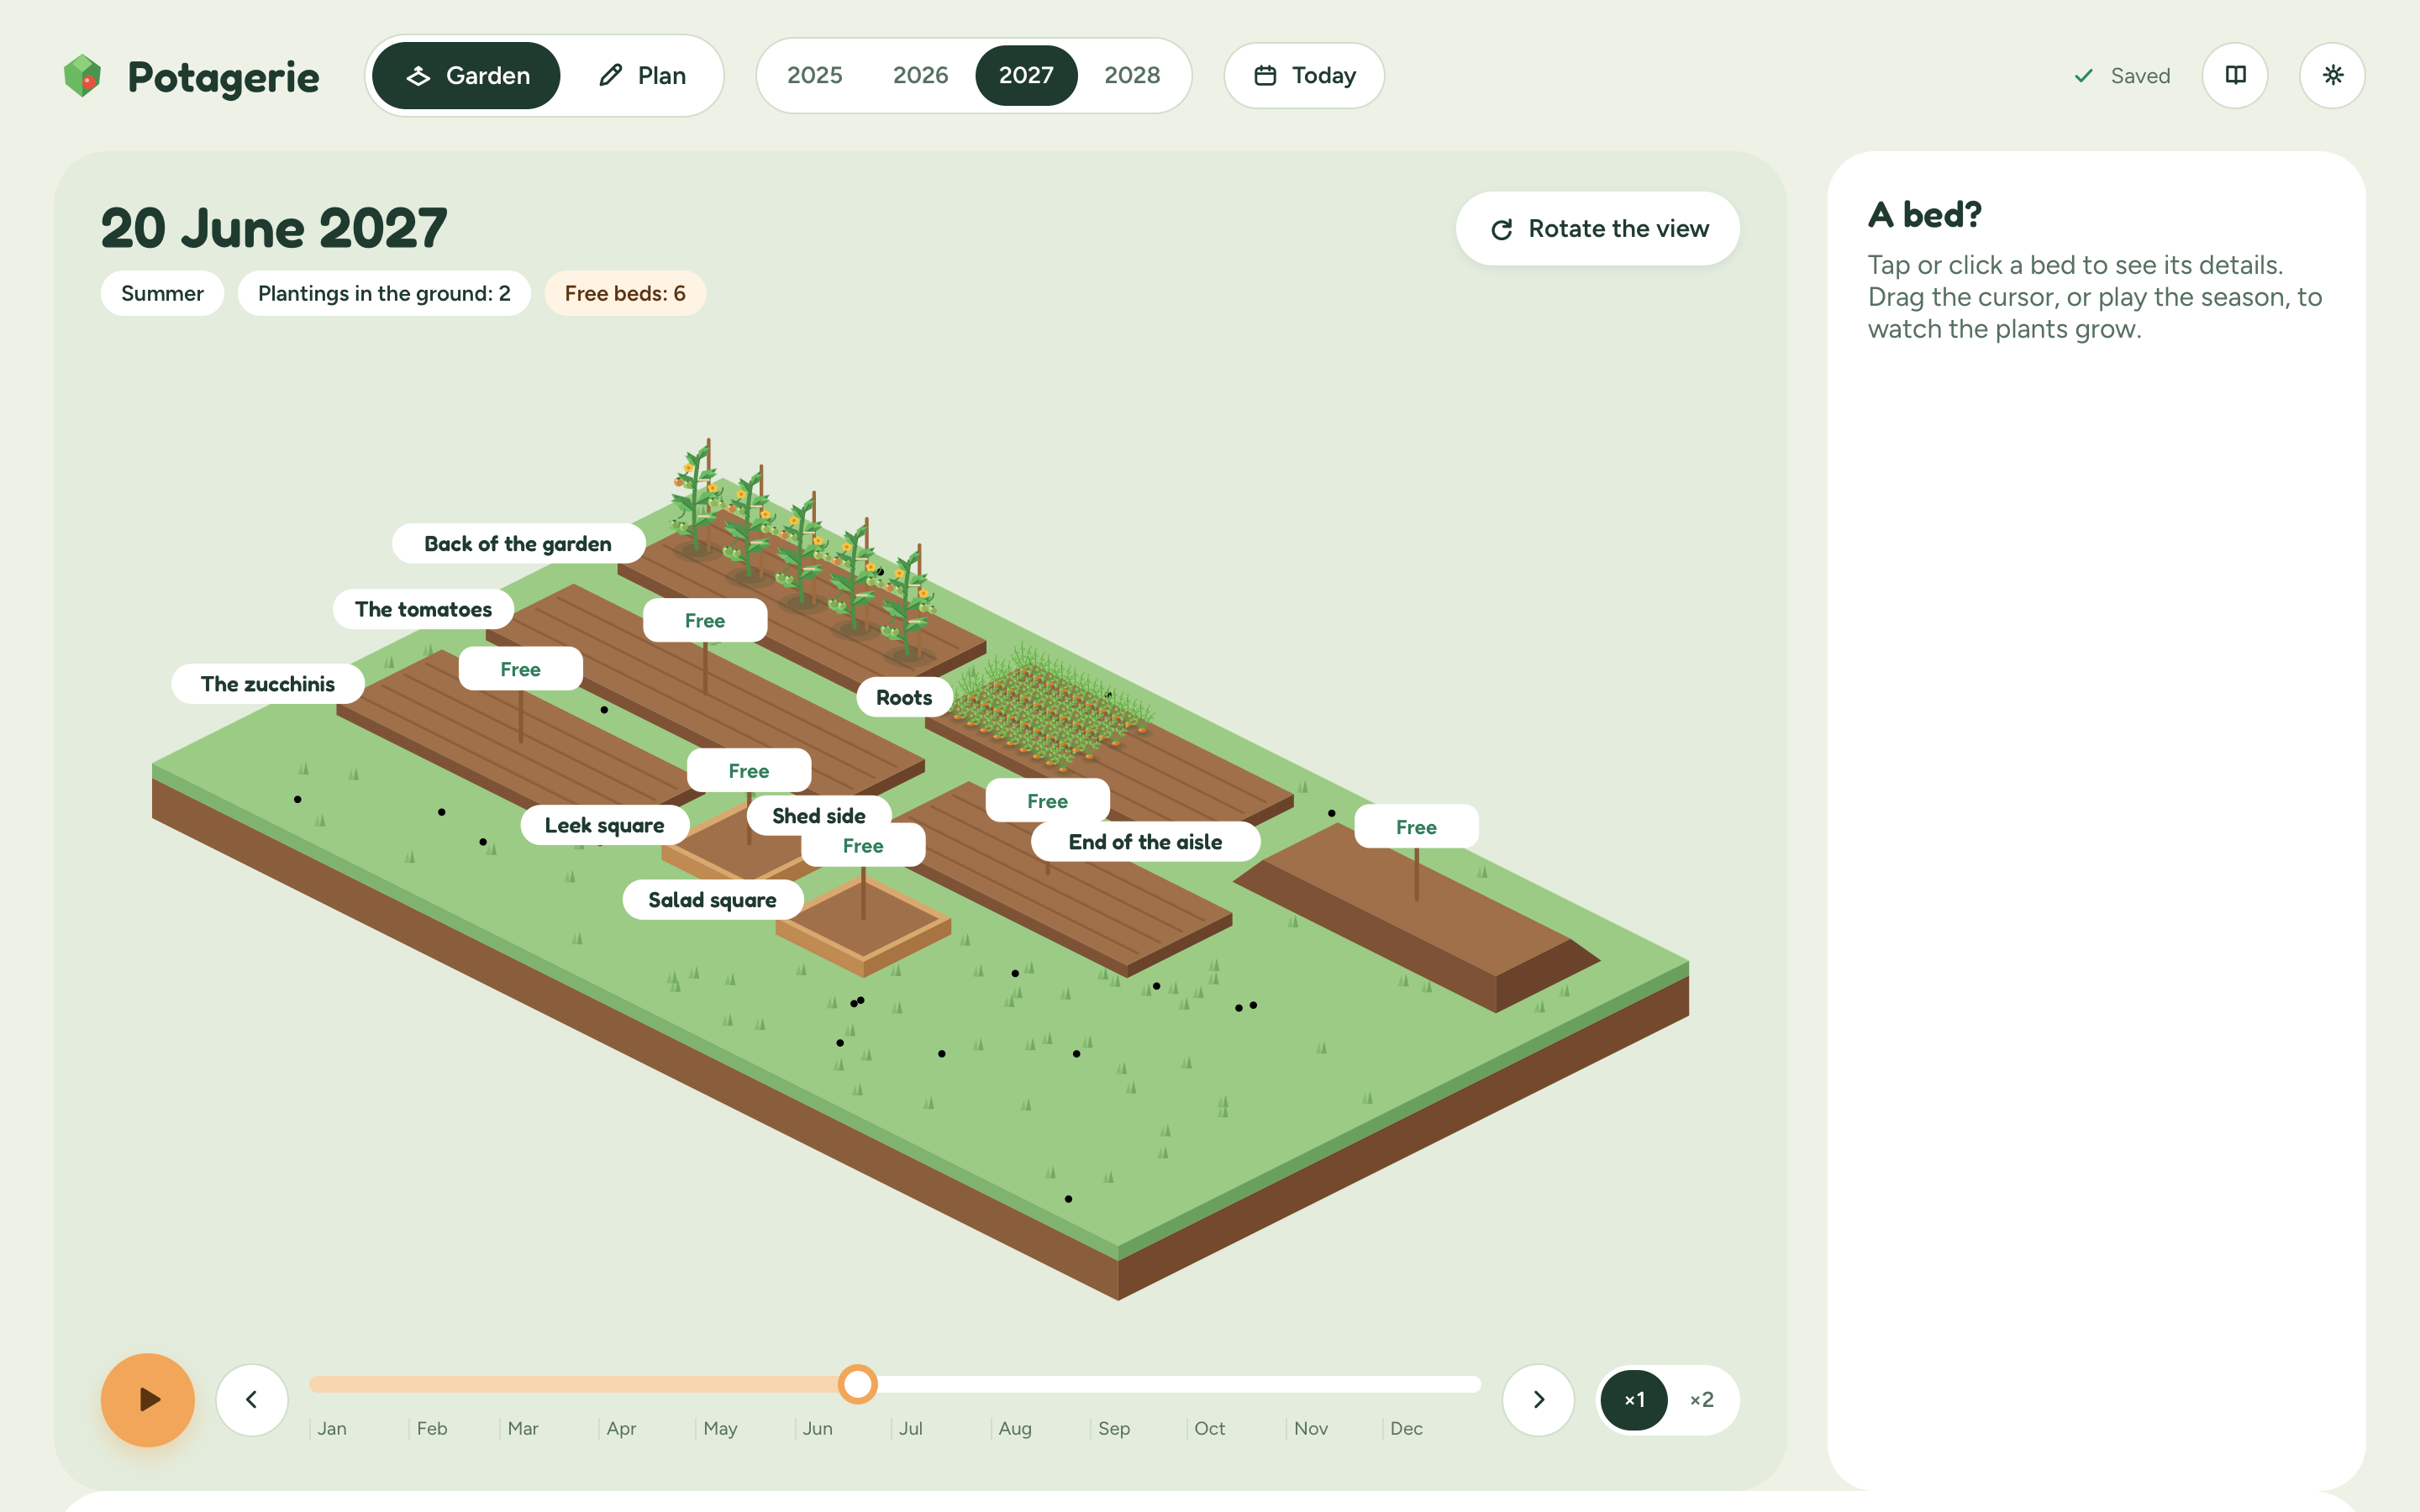 Potagerie
Garden
Plan
2025
2026
2027
2028
Today
Saved
20 June 2027
Rotate the view
Summer
Plantings in the ground: 2
Free beds: 6
A bed?
Tap or click a bed to see its details.
Drag the cursor, or play the season, to
watch the plants grow.
Back of the garden
The tomatoes
Free
Free
The zucchinis
Roots
Free
Free
Shed side
Leek square
Free
End of the aisle
Free
Salad square
×1
×2
Jan
Feb
Mar
Apr
May
Jun
Jul
Aug
Sep
Oct
Nov
Dec